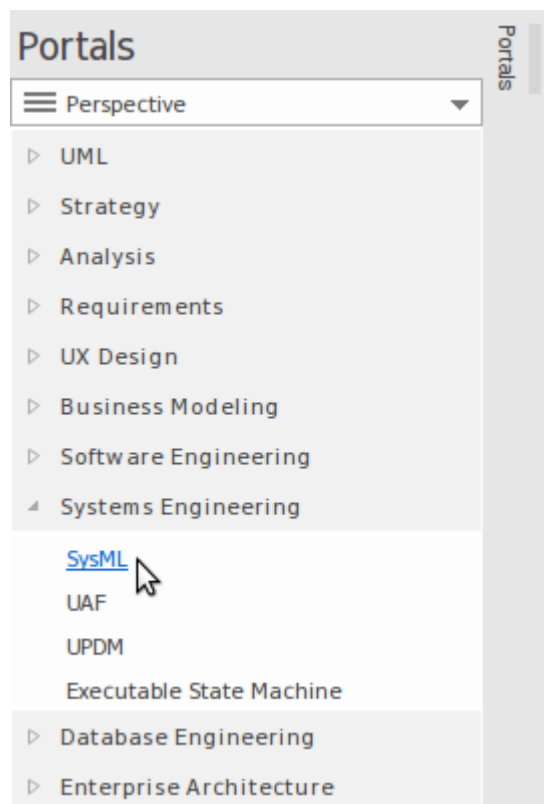 Portals
Portals
Perspective
UML
Strategy
Analysis
Requirements
UX Design
Business Modeling
Software Engineering
Systems Engineering
SysML
UAF
UPDM
Executable State Machine
Database Engineering
Enterprise Architecture